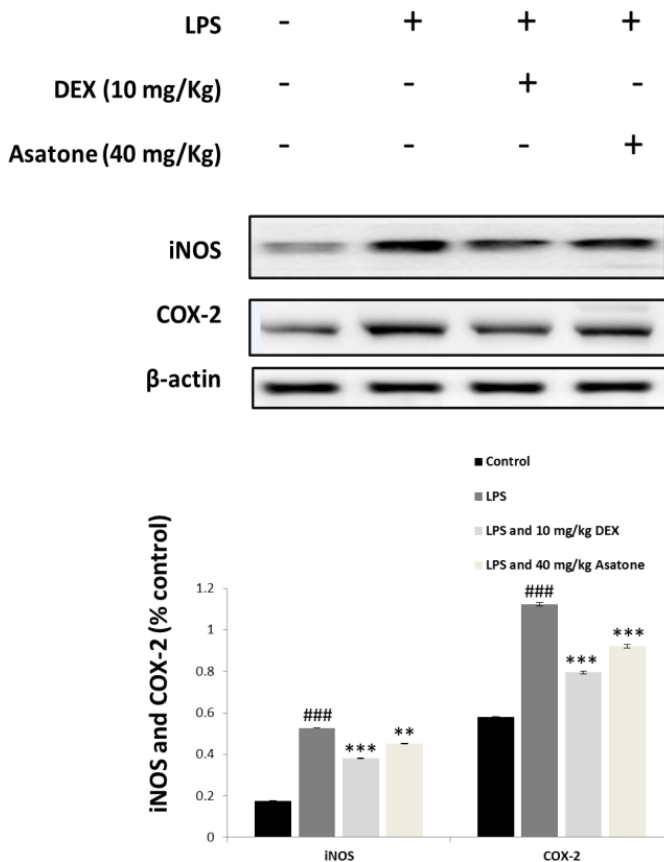 LPS - + + +
DEX (10 mg/Kg) - - + -
Asatone (40 mg/Kg) - - - +
iNOS
COX-2
β-actin
Control
LPS
LPS and 10 mg/kg DEX
LPS and 40 mg/kg Asatone
iNOS and COX-2 (% control)
1.2
1
0.8
0.6
0.4
0.2
0
###
***
**
###
***
***
iNOS COX-2